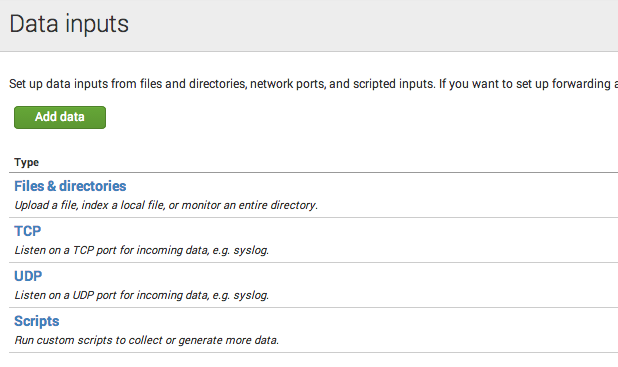 Data inputs
Set up data inputs from files and directories, network ports, and scripted inputs. If you want to set up forwarding
Add data
Type
Files & directories
Upload a file, index a local file, or monitor an entire directory.
TCP
Listen on a TCP port for incoming data, e.g. syslog.
UDP
Listen on a UDP port for incoming data, e.g. syslog.
Scripts
Run custom scripts to collect or generate more data.